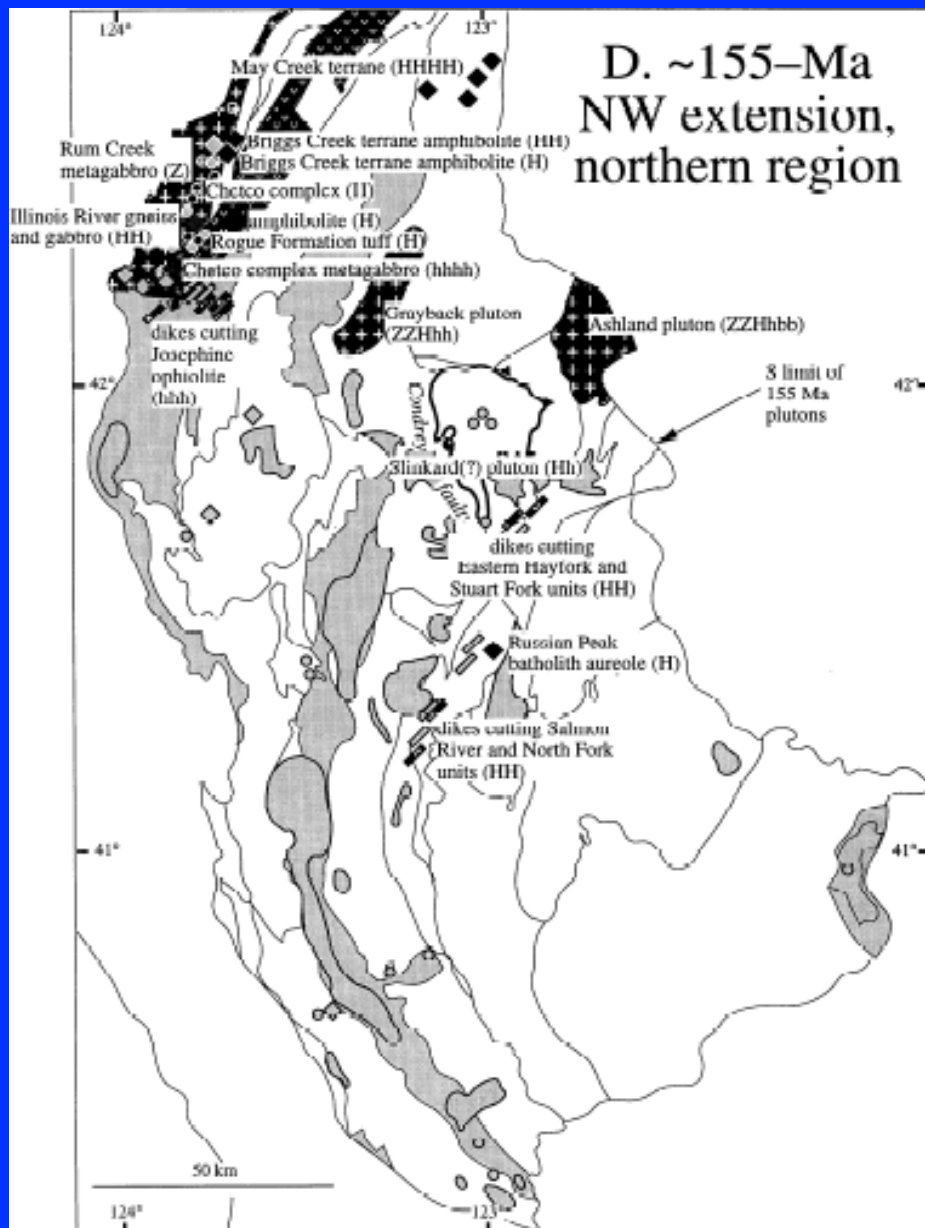 124°
123°
D. ~155–Ma
NW extension,
northern region
May Creek terrane (HHHH)
Briggs Creek terrane amphibolite (HH)
Rum Creek
metagabbro (Z)
Briggs Creek terrane amphibolite (H)
Chetco complex (H)
Illinois River gneiss
and gabbro (HH)
amphibolite (H)
Rogue Formation tuff (H)
Chetco complex metagabbro (hhhh)
Grayback pluton
(ZZHhh)
Ashland pluton (ZZHhbb)
dikes cutting
Josephine
ophiolite
(hhh)
42°
42°
S limit of
155 Ma
plutons
Condrey
fault
Slinkard(?) pluton (Hh)
dikes cutting
Eastern Hayfork and
Stuart Fork units (HH)
Russian Peak
batholith aureole (H)
dikes cutting Salmon
River and North Fork
units (HH)
41°
41°
50 km
124°
123°